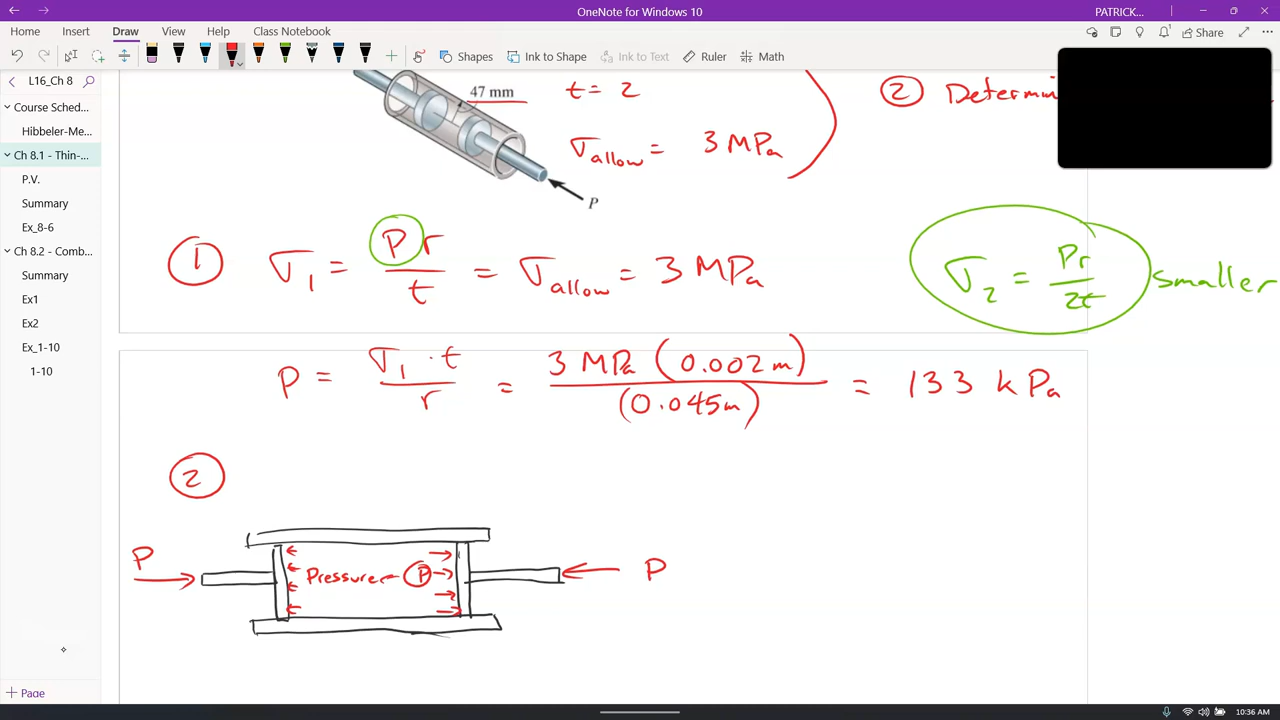 OneNote for Windows 10
PATRICK...
Home Insert Draw View Class Notebook
Share
Shapes Ink to Shape Ink to Text Ruler Math
L16_Ch 8
Course Sched...
Hibbeler-Me...
Ch 8.1 - Thin-...
P.V.
Summary
Ex_8-6
Ch 8.2 - Comb...
Summary
Ex1
Ex2
Ex_1-10
1-10
Page
47 mm
P
t = 2
σallow = 3 MPa
② Determin
① σ1 = Pr/t = σallow = 3 MPa
σ2 = Pr/2t smaller
P = σ1 · t / r = 3 MPa (0.002 m) / (0.045m) = 133 kPa
②
P Pressure P P
10:36 AM